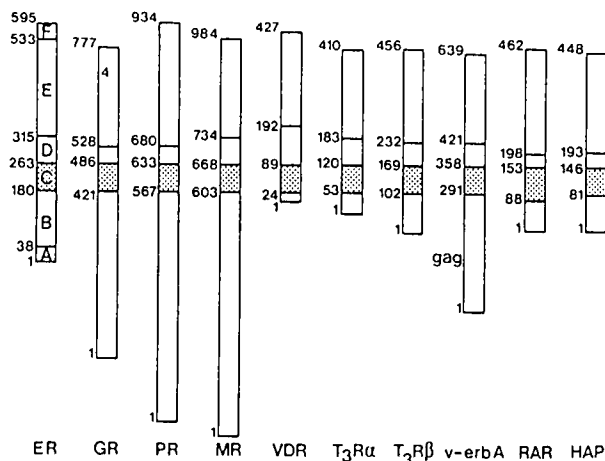 595 F 934 984 427
533 777 410 456 639 462 448
E 4
315 D 528 680 734 192 183 232 421 198 193
263 C 486 633 668 89 120 169 358 153 146
180 421 567 603 24 53 102 291 88 81
B 1 1 1 1 1
38 A gag
1 1
1
1
1
ER GR PR MR VDR T₃Rα T₃Rβ v-erbA RAR HAP